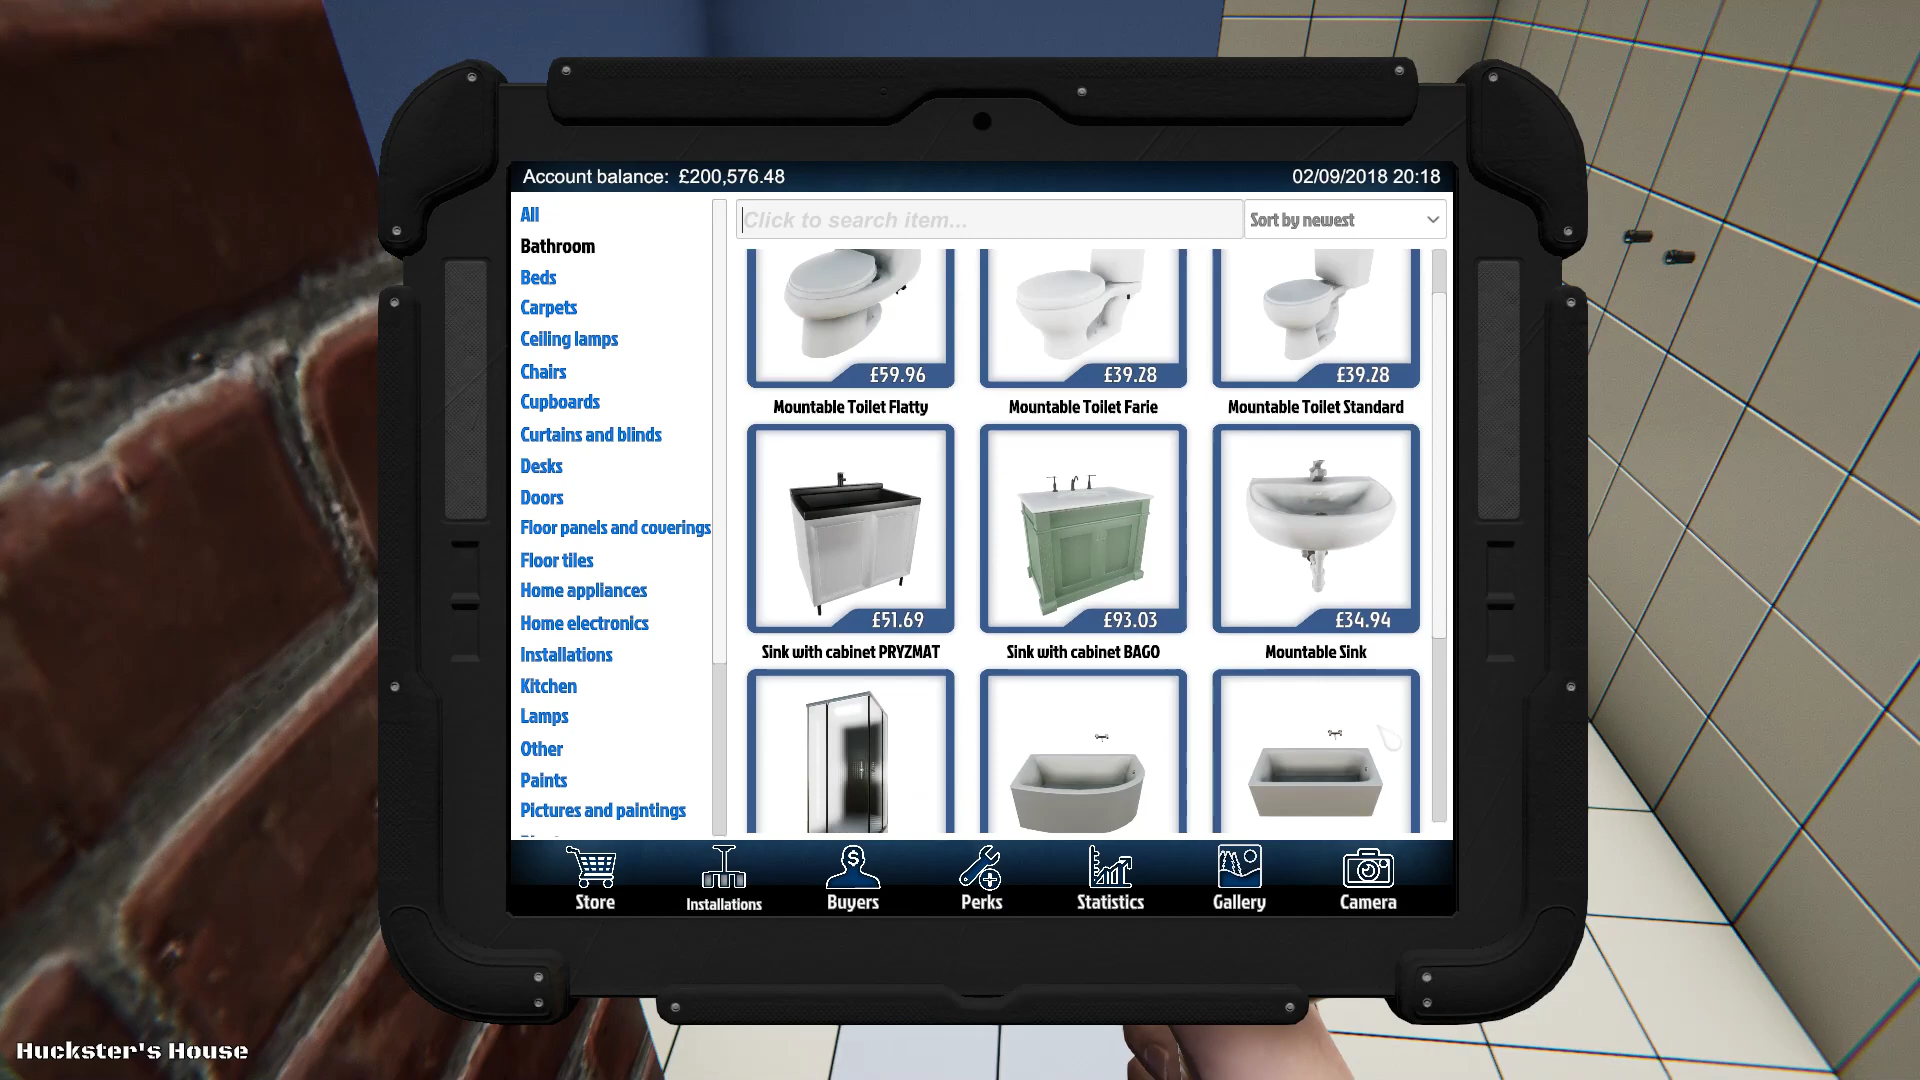 Account balance: £200,576.48
02/09/2018 20:18
All
Bathroom
Beds
Carpets
Ceiling lamps
Chairs
Cupboards
Curtains and blinds
Desks
Doors
Floor panels and coverings
Floor tiles
Home appliances
Home electronics
Installations
Kitchen
Lamps
Other
Paints
Pictures and paintings
Click to search item...
Sort by newest
£59.96
£39.28
£39.28
Mountable Toilet Flatty
Mountable Toilet Farie
Mountable Toilet Standard
£51.69
£93.03
£34.94
Sink with cabinet PRYZMAT
Sink with cabinet BAGO
Mountable Sink
Store
Installations
Buyers
Perks
Statistics
Gallery
Camera
Huckster's House